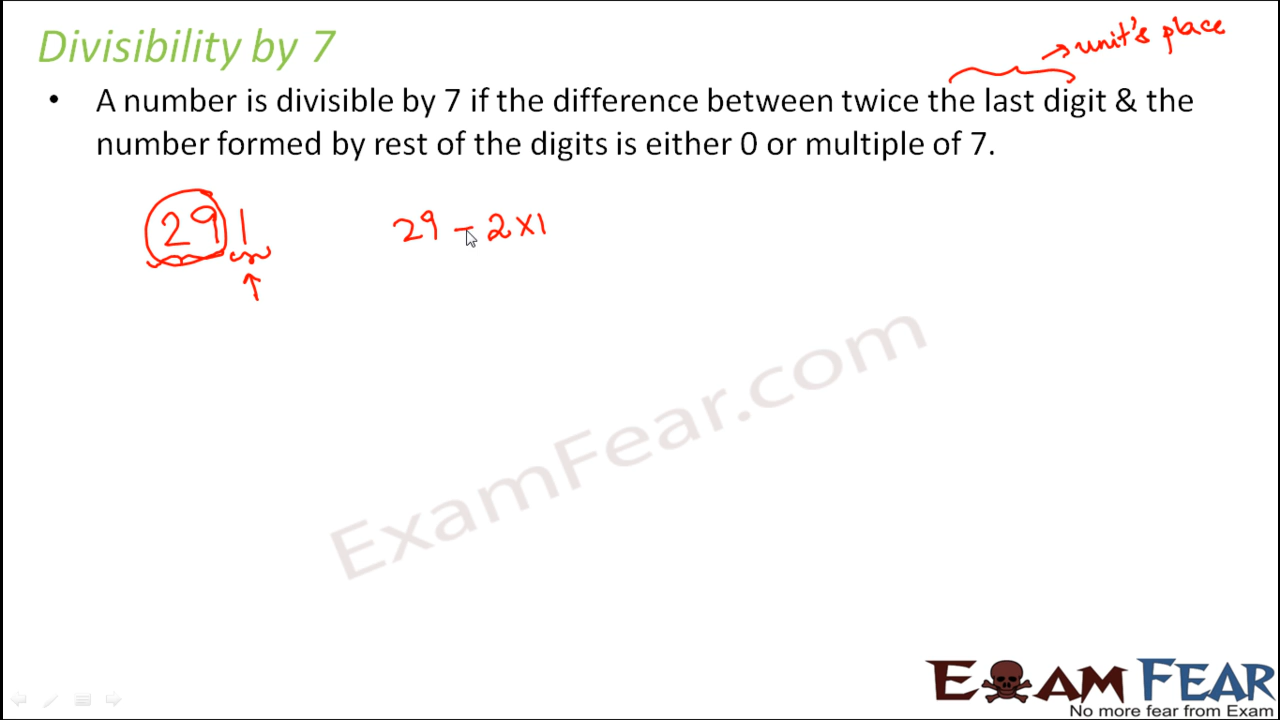 Divisibility by 7
→ unit's place
• A number is divisible by 7 if the difference between twice the last digit & the
number formed by rest of the digits is either 0 or multiple of 7.
291 29 - 2×1
ExamFear.com
EXAM FEAR
No more fear from Exam